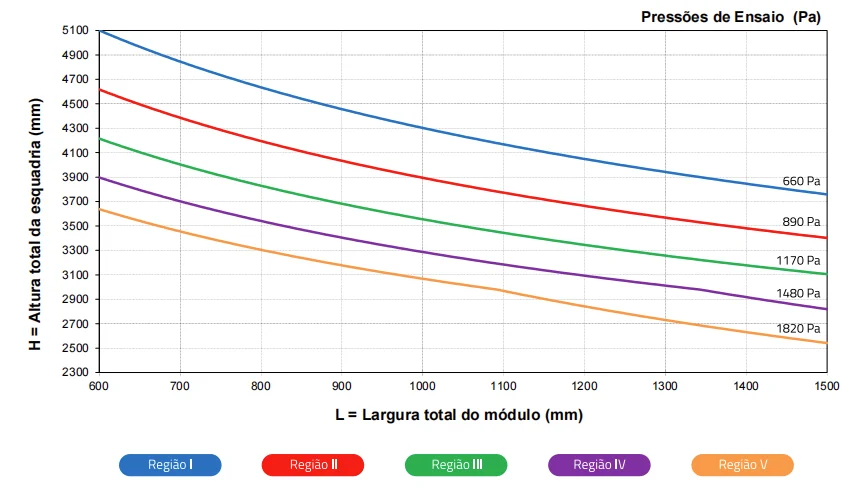 Pressões de Ensaio (Pa)
H = Altura total da esquadria (mm)
5100
4900
4700
4500
4300
4100
3900
3700
3500
3300
3100
2900
2700
2500
2300
660 Pa
890 Pa
1170 Pa
1480 Pa
1820 Pa
600 700 800 900 1000 1100 1200 1300 1400 1500
L = Largura total do módulo (mm)
Região I Região II Região III Região IV Região V